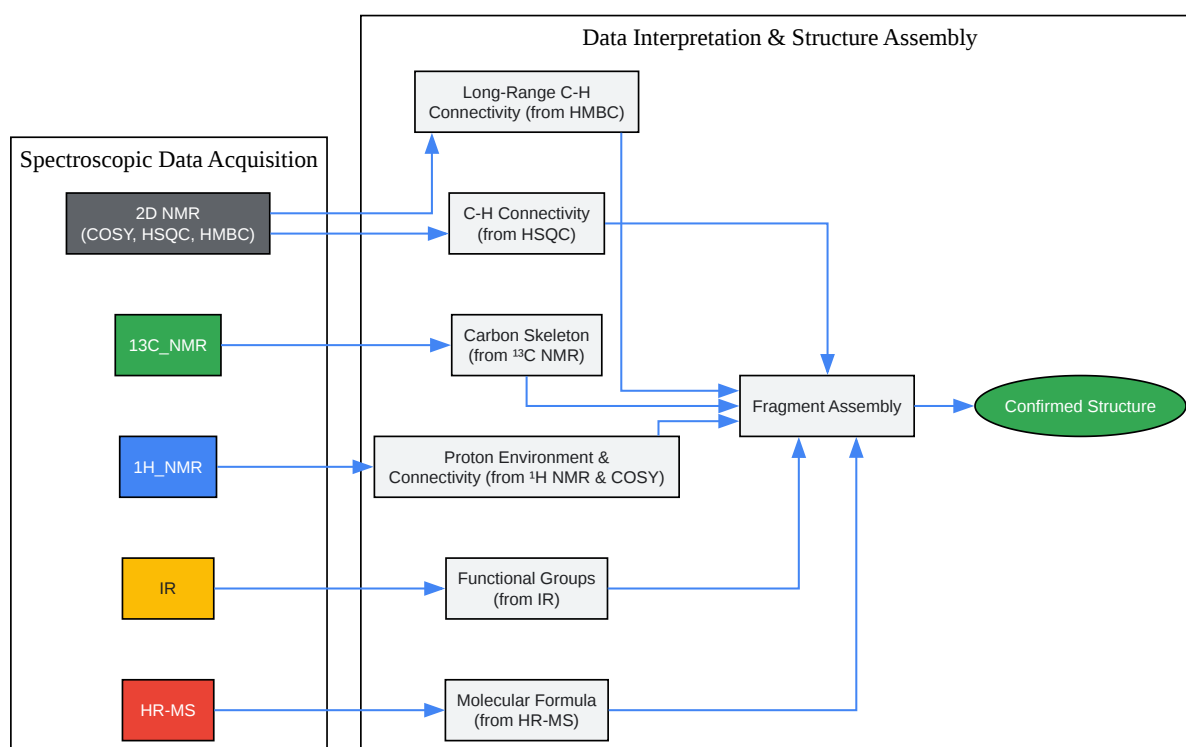 Data Interpretation & Structure Assembly
Long-Range C-H
Connectivity (from HMBC)
Spectroscopic Data Acquisition
2D NMR
(COSY, HSQC, HMBC)
C-H Connectivity
(from HSQC)
13C_NMR
Carbon Skeleton
(from ¹³C NMR)
Fragment Assembly
Confirmed Structure
1H_NMR
Proton Environment &
Connectivity (from ¹H NMR & COSY)
IR
Functional Groups
(from IR)
HR-MS
Molecular Formula
(from HR-MS)